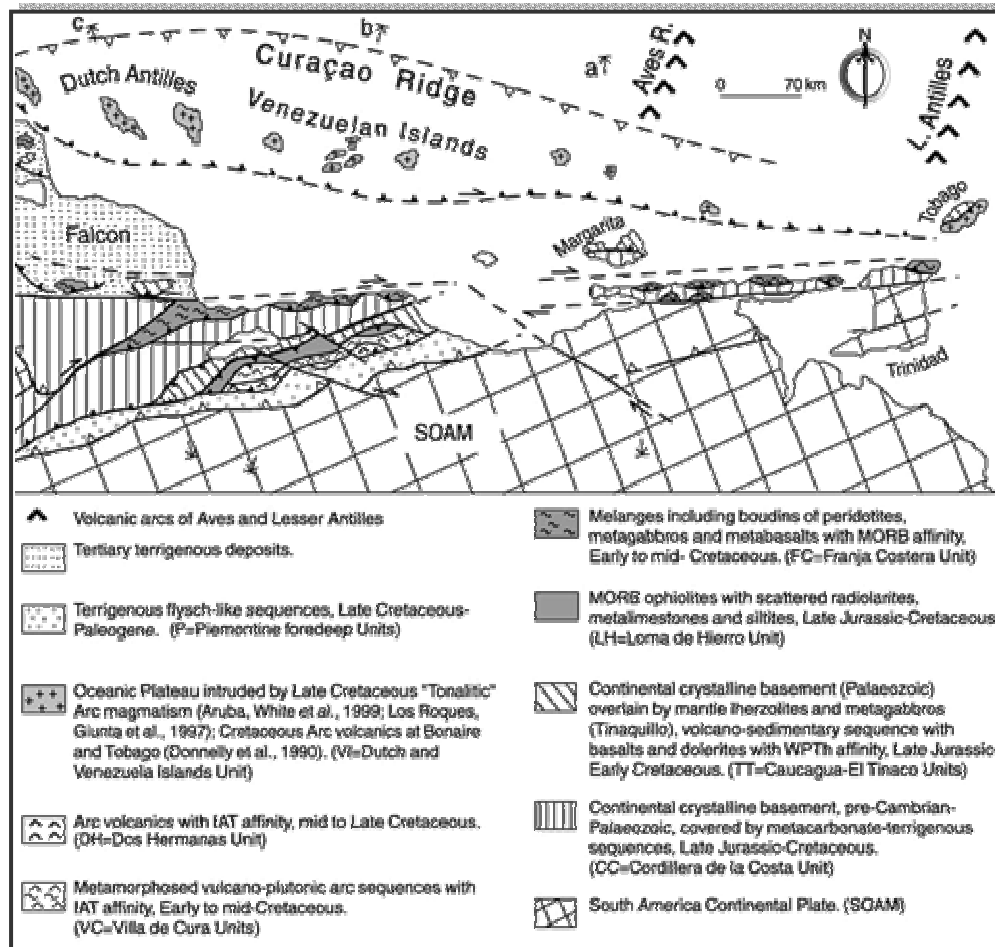 c
b
a
Curaçao Ridge
Dutch Antilles
Venezuelan Islands
Aves R.
N
0 70 km
L. Antilles
Tobago
Falcon
Margarita
Trinidad
SOAM
Volcanic arcs of Aves and Lesser Antilles
Tertiary terrigenous deposits.
Terrigenous flysch-like sequences, Late Cretaceous-
Paleogene. (P=Piemontine foredeep Units)
Oceanic Plateau intruded by Late Cretaceous "Tonalitic"
Arc magmatism (Aruba, White et al., 1999; Los Roques,
Giunta et al., 1997); Cretaceous Arc volcanics at Bonaire
and Tobago (Donnelly et al., 1990). (VI=Dutch and
Venezuela Islands Unit)
Arc volcanics with IAT affinity, mid to Late Cretaceous.
(DH=Dos Hermanas Unit)
Metamorphosed vulcano-plutonic arc sequences with
IAT affinity, Early to mid-Cretaceous.
(VC=Villa de Cura Units)
Melanges including boudins of peridotites,
metagabbros and metabasalts with MORB affinity,
Early to mid- Cretaceous. (FC=Franja Costera Unit)
MORB ophiolites with scattered radiolarites,
metalimestones and siltites, Late Jurassic-Cretaceous
(LH=Loma de Hierro Unit)
Continental crystalline basement (Palaeozoic)
overlain by mantle lherzolites and metagabbros
(Tinaquillo), volcano-sedimentary sequence with
basalts and dolerites with WPTh affinity, Late Jurassic-
Early Cretaceous. (TT=Caucagua-El Tinaco Units)
Continental crystalline basement, pre-Cambrian-
Palaeozoic, covered by metacarbonate-terrigenous
sequences, Late Jurassic-Cretaceous.
(CC=Cordillera de la Costa Unit)
South America Continental Plate. (SOAM)